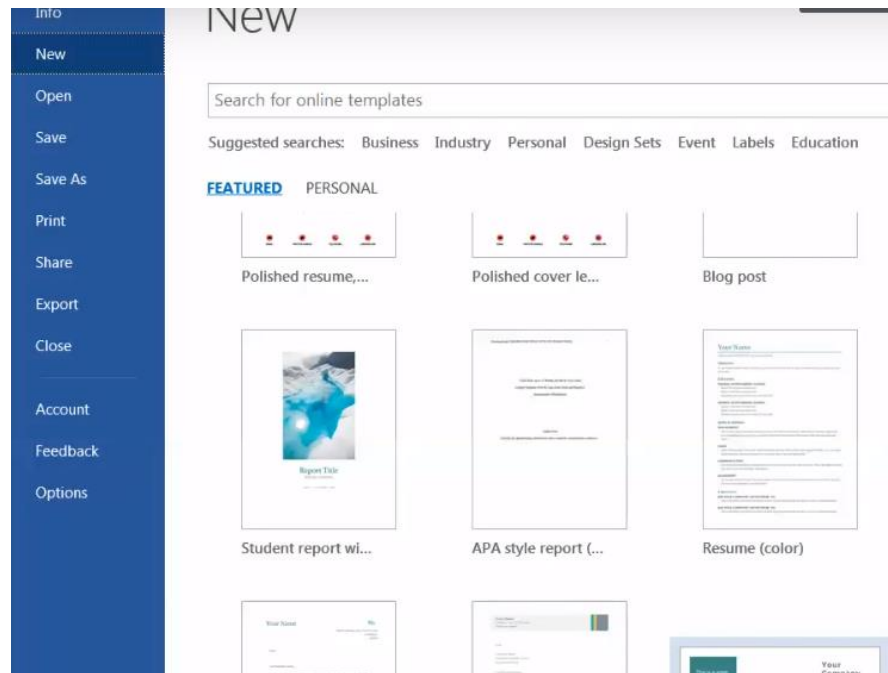 Info
New
Open
Save
Save As
Print
Share
Export
Close
Account
Feedback
Options
New
Search for online templates
Suggested searches: Business Industry Personal Design Sets Event Labels Education
FEATURED PERSONAL
Polished resume,...
Polished cover le...
Blog post
Report Title
Your Name
Student report wi...
APA style report (...
Resume (color)
Your Name
Your
Company